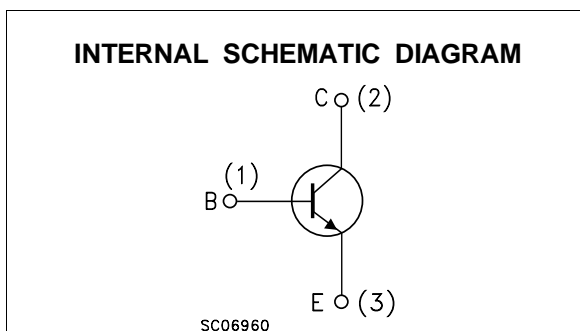 INTERNAL SCHEMATIC DIAGRAM
C (2)
(1)
B
E (3)
SC06960